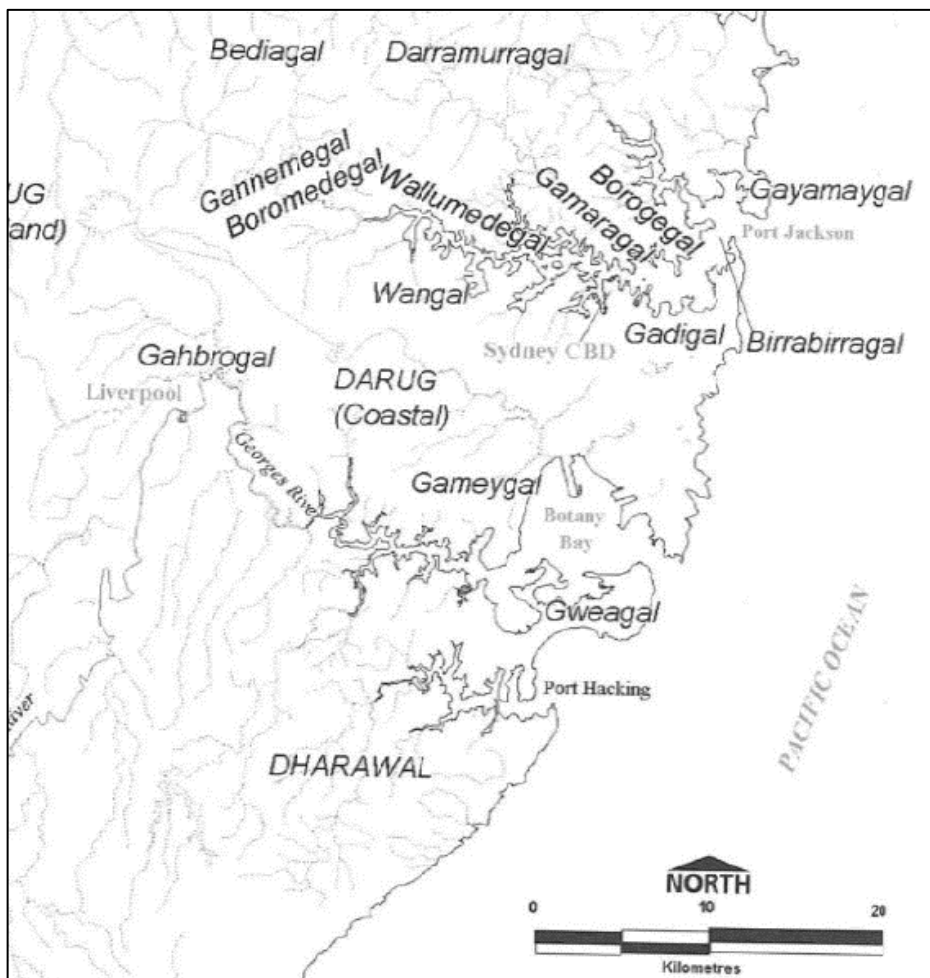 Bediagal
Darramurragal
Gannemegal
Boromedegal
Wallumedegal
Gamaragal
Borogegal
Gayamaygal
Port Jackson
UG
and)
Wangal
Sydney CBD
Gadigal
Birrabirragal
Gahbrogal
Liverpool
DARUG
(Coastal)
Georges River
Gameygal
Botany
Bay
Gweagal
Port Hacking
PACIFIC OCEAN
River
DHARAWAL
NORTH
0 10 20
Kilometres